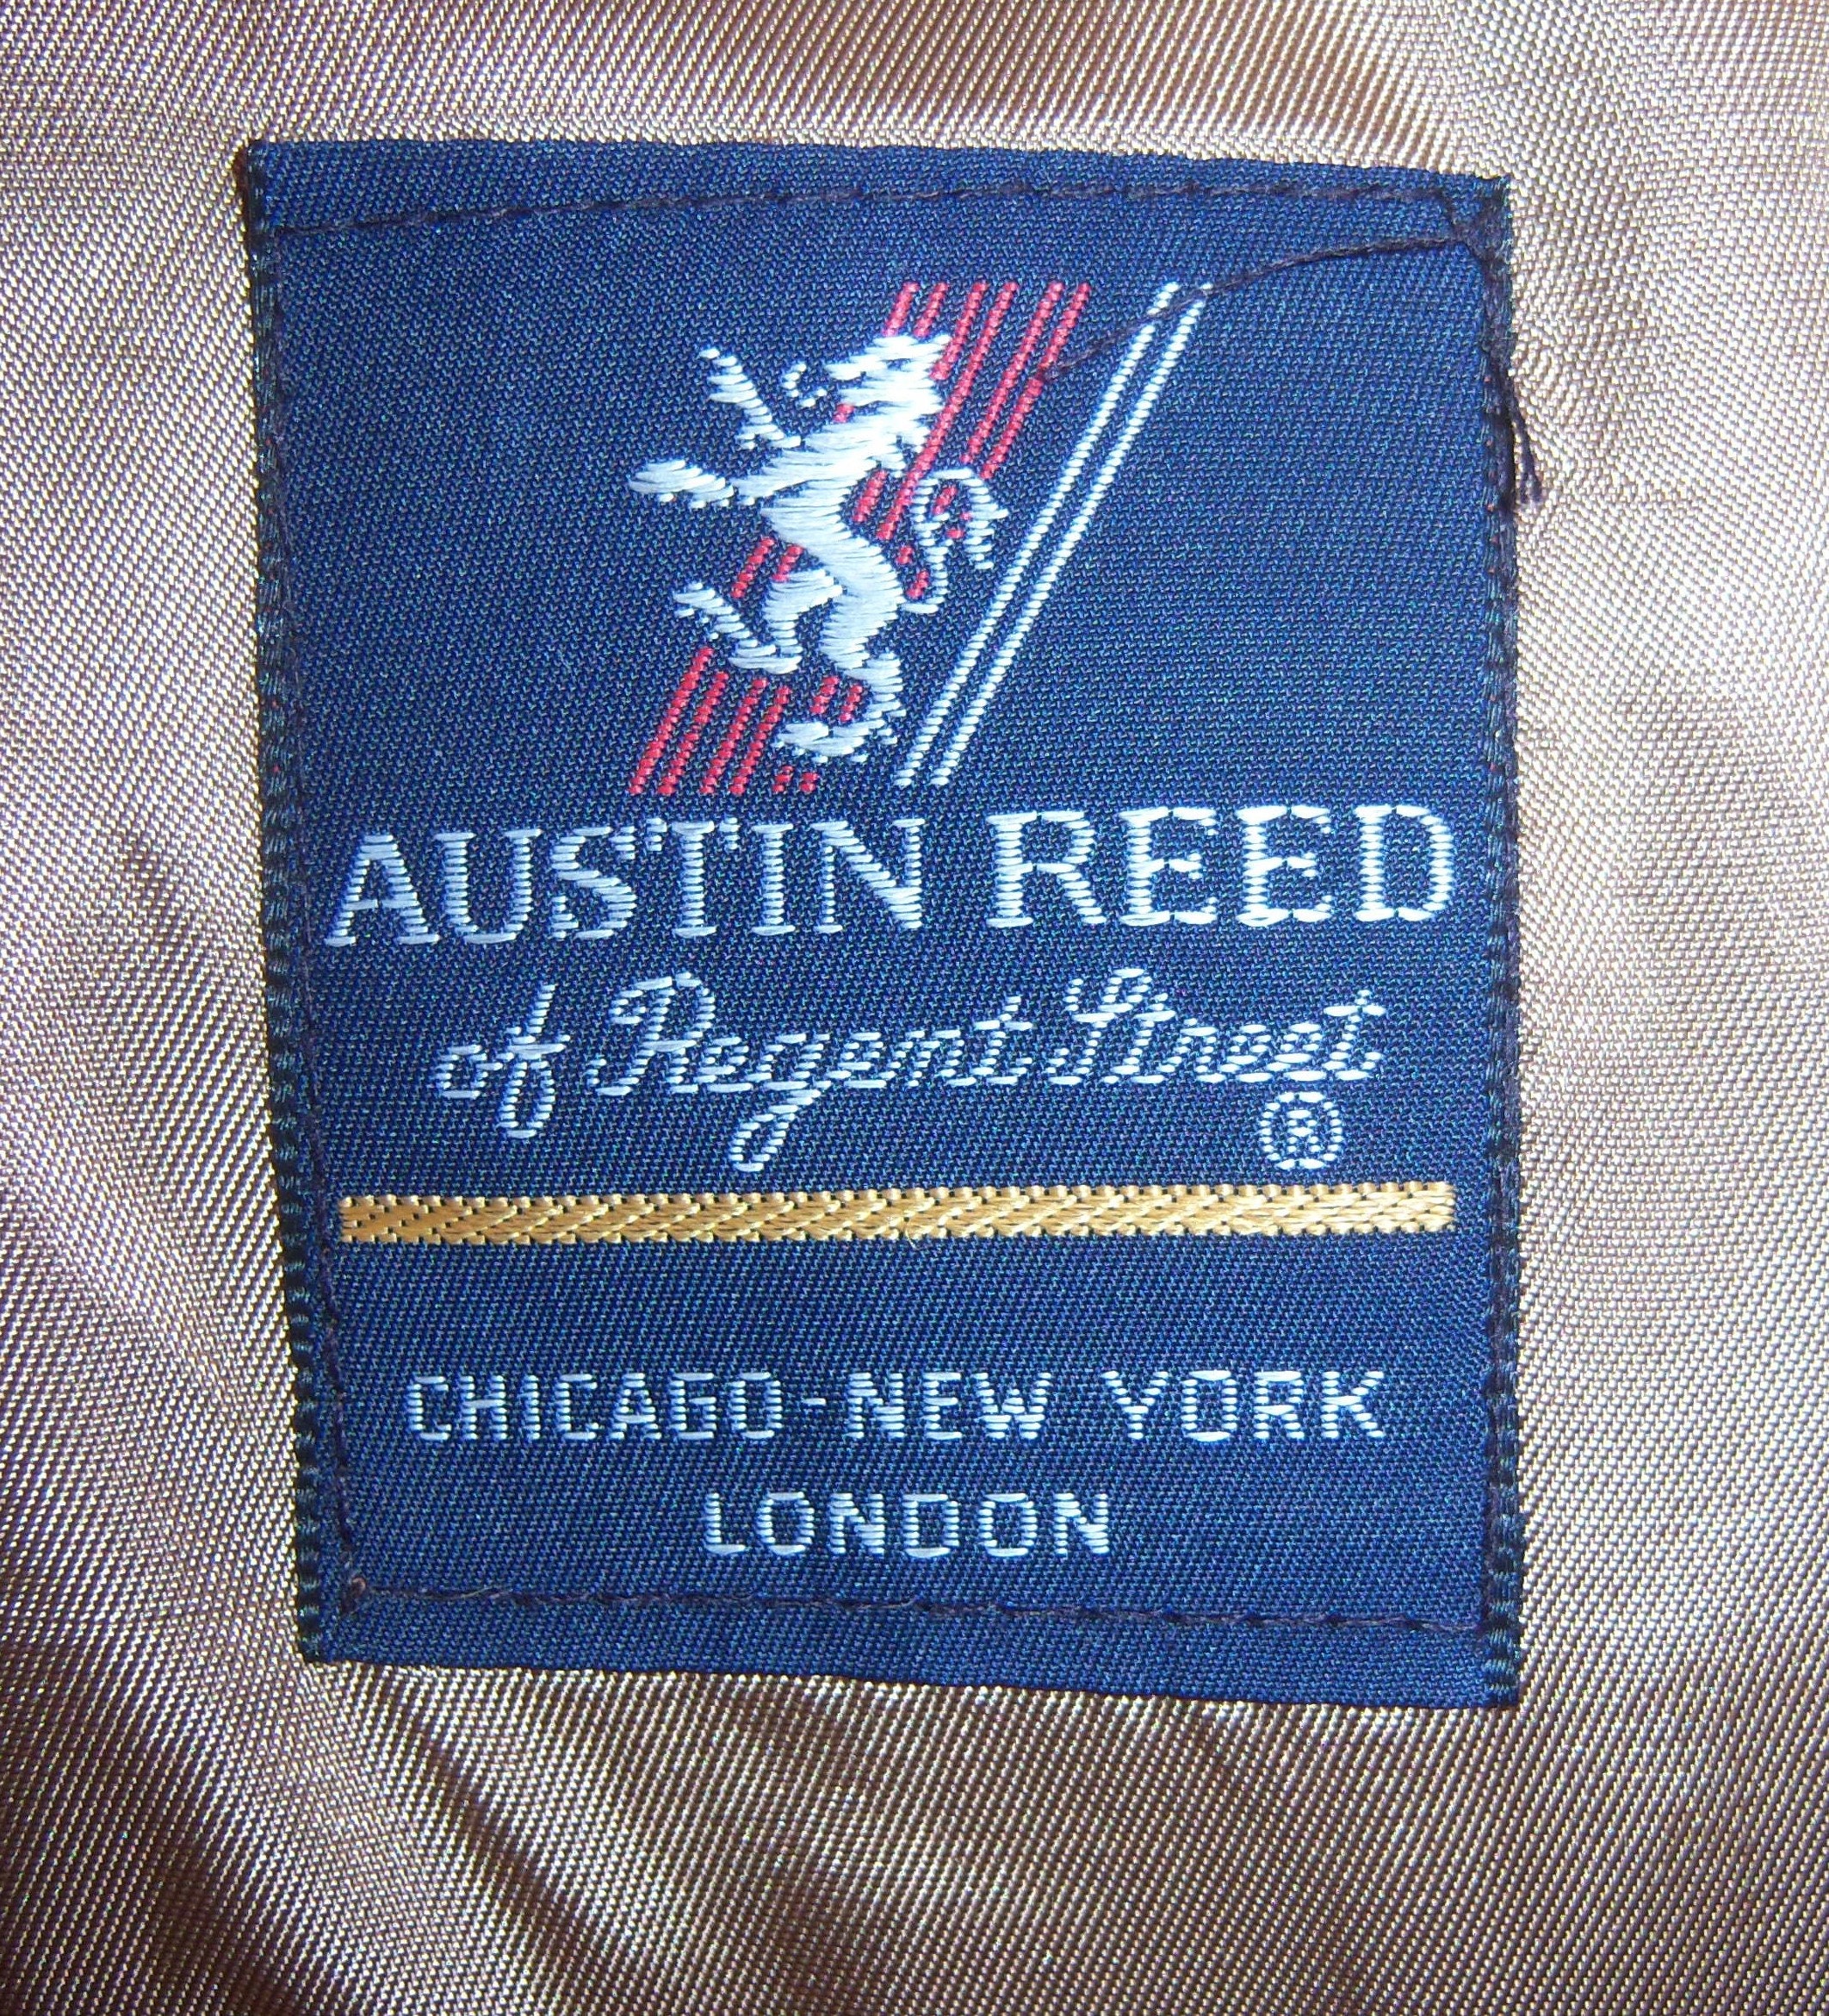 AUSTIN REED
of Regent Street
®
CHICAGO-NEW YORK
LONDON